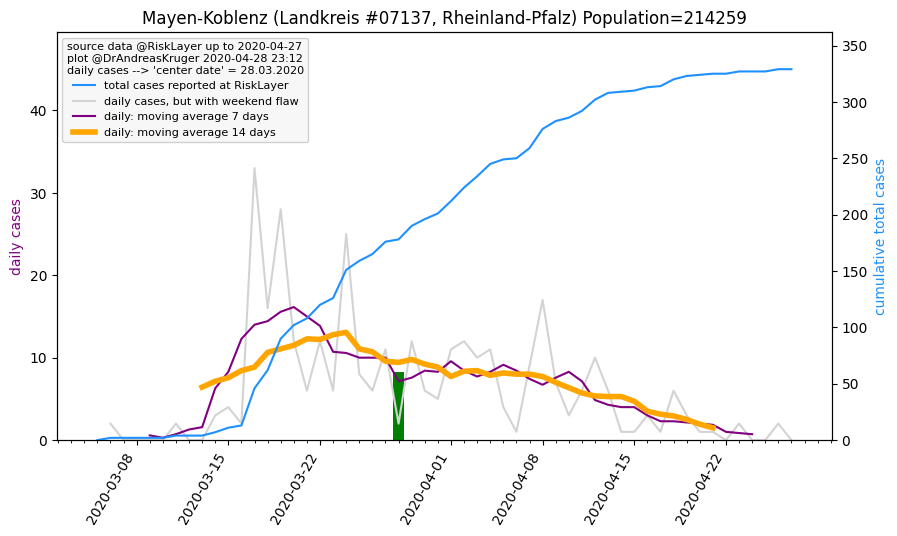 Mayen-Koblenz (Landkreis #07137, Rheinland-Pfalz) Population=214259
source data @RiskLayer up to 2020-04-27
plot @DrAndreasKruger 2020-04-28 23:12
daily cases --> 'center date' = 28.03.2020
total cases reported at RiskLayer
daily cases, but with weekend flaw
daily: moving average 7 days
daily: moving average 14 days
daily cases
40
30
20
10
0
350
300
250
200
150
100
50
0
cumulative total cases
2020-03-08
2020-03-15
2020-03-22
2020-04-01
2020-04-08
2020-04-15
2020-04-22